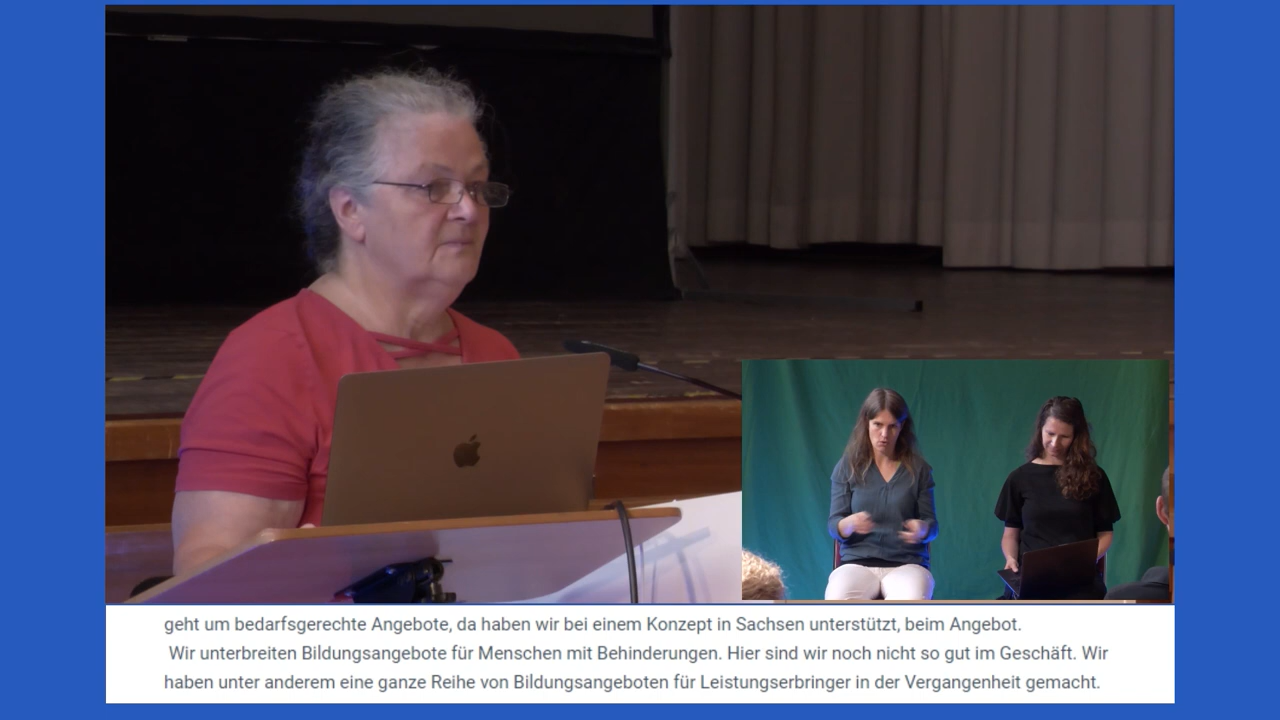 geht um bedarfsgerechte Angebote, da haben wir bei einem Konzept in Sachsen unterstützt, beim Angebot.
Wir unterbreiten Bildungsangebote für Menschen mit Behinderungen. Hier sind wir noch nicht so gut im Geschäft. Wir
haben unter anderem eine ganze Reihe von Bildungsangeboten für Leistungserbringer in der Vergangenheit gemacht.